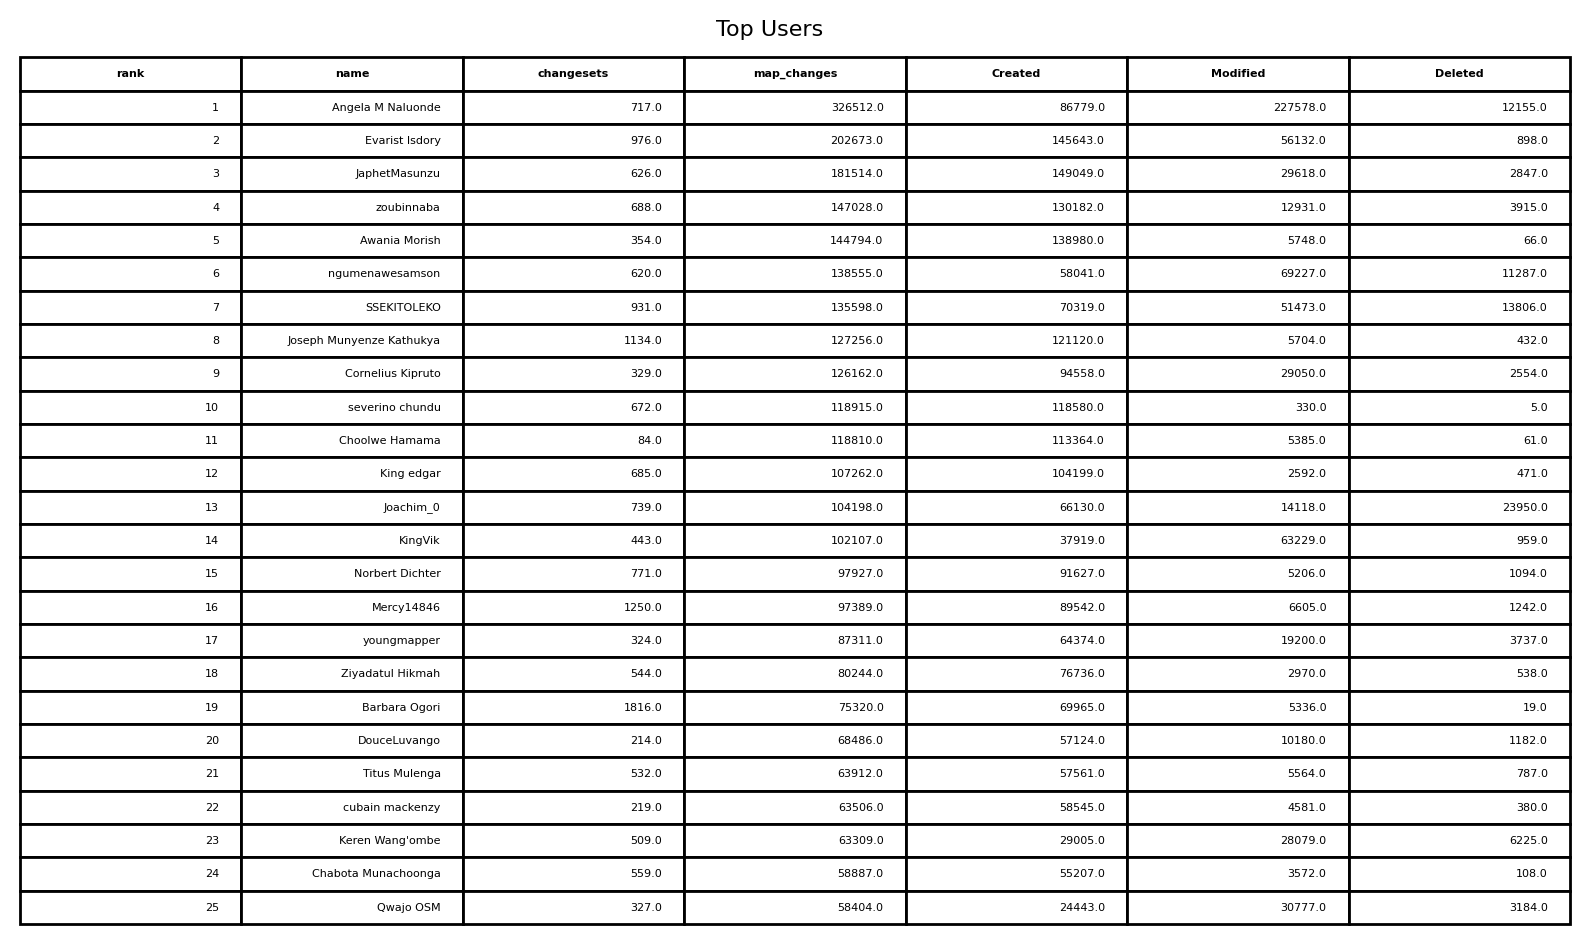 Top Users
rank name changesets map_changes Created Modified Deleted
1 Angela M Naluonde 717.0 326512.0 86779.0 227578.0 12155.0
2 Evarist Isdory 976.0 202673.0 145643.0 56132.0 898.0
3 JaphetMasunzu 626.0 181514.0 149049.0 29618.0 2847.0
4 zoubinnaba 688.0 147028.0 130182.0 12931.0 3915.0
5 Awania Morish 354.0 144794.0 138980.0 5748.0 66.0
6 ngumenawesamson 620.0 138555.0 58041.0 69227.0 11287.0
7 SSEKITOLEKO 931.0 135598.0 70319.0 51473.0 13806.0
8 Joseph Munyenze Kathukya 1134.0 127256.0 121120.0 5704.0 432.0
9 Cornelius Kipruto 329.0 126162.0 94558.0 29050.0 2554.0
10 severino chundu 672.0 118915.0 118580.0 330.0 5.0
11 Choolwe Hamama 84.0 118810.0 113364.0 5385.0 61.0
12 King edgar 685.0 107262.0 104199.0 2592.0 471.0
13 Joachim_0 739.0 104198.0 66130.0 14118.0 23950.0
14 KingVik 443.0 102107.0 37919.0 63229.0 959.0
15 Norbert Dichter 771.0 97927.0 91627.0 5206.0 1094.0
16 Mercy14846 1250.0 97389.0 89542.0 6605.0 1242.0
17 youngmapper 324.0 87311.0 64374.0 19200.0 3737.0
18 Ziyadatul Hikmah 544.0 80244.0 76736.0 2970.0 538.0
19 Barbara Ogori 1816.0 75320.0 69965.0 5336.0 19.0
20 DouceLuvango 214.0 68486.0 57124.0 10180.0 1182.0
21 Titus Mulenga 532.0 63912.0 57561.0 5564.0 787.0
22 cubain mackenzy 219.0 63506.0 58545.0 4581.0 380.0
23 Keren Wang'ombe 509.0 63309.0 29005.0 28079.0 6225.0
24 Chabota Munachoonga 559.0 58887.0 55207.0 3572.0 108.0
25 Qwajo OSM 327.0 58404.0 24443.0 30777.0 3184.0